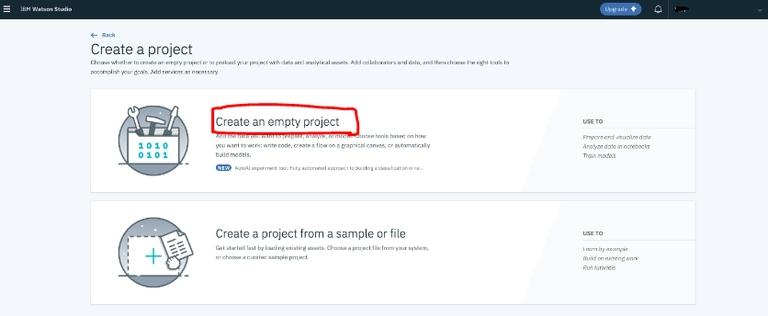 IBM Watson Studio
Upgrade
Back
Create a project
Choose whether to create an empty project or to preload your project with data and analytical assets. Add collaborators and data, and then choose the right tools to
accomplish your goals. Add services as necessary.
Create an empty project
Add the data you want to prepare, analyze, or model. Choose tools based on how
you want to work: write code, create a flow on a graphical canvas, or automatically
build models.
NEW AutoAI experiment tool: Fully automated approach to building a classification or re...
USE TO
Prepare and visualize data
Analyze data in notebooks
Train models
1010
0101
Create a project from a sample or file
Get started fast by loading existing assets. Choose a project file from your system,
or choose a curated sample project.
USE TO
Learn by example
Build on existing work
Run tutorials